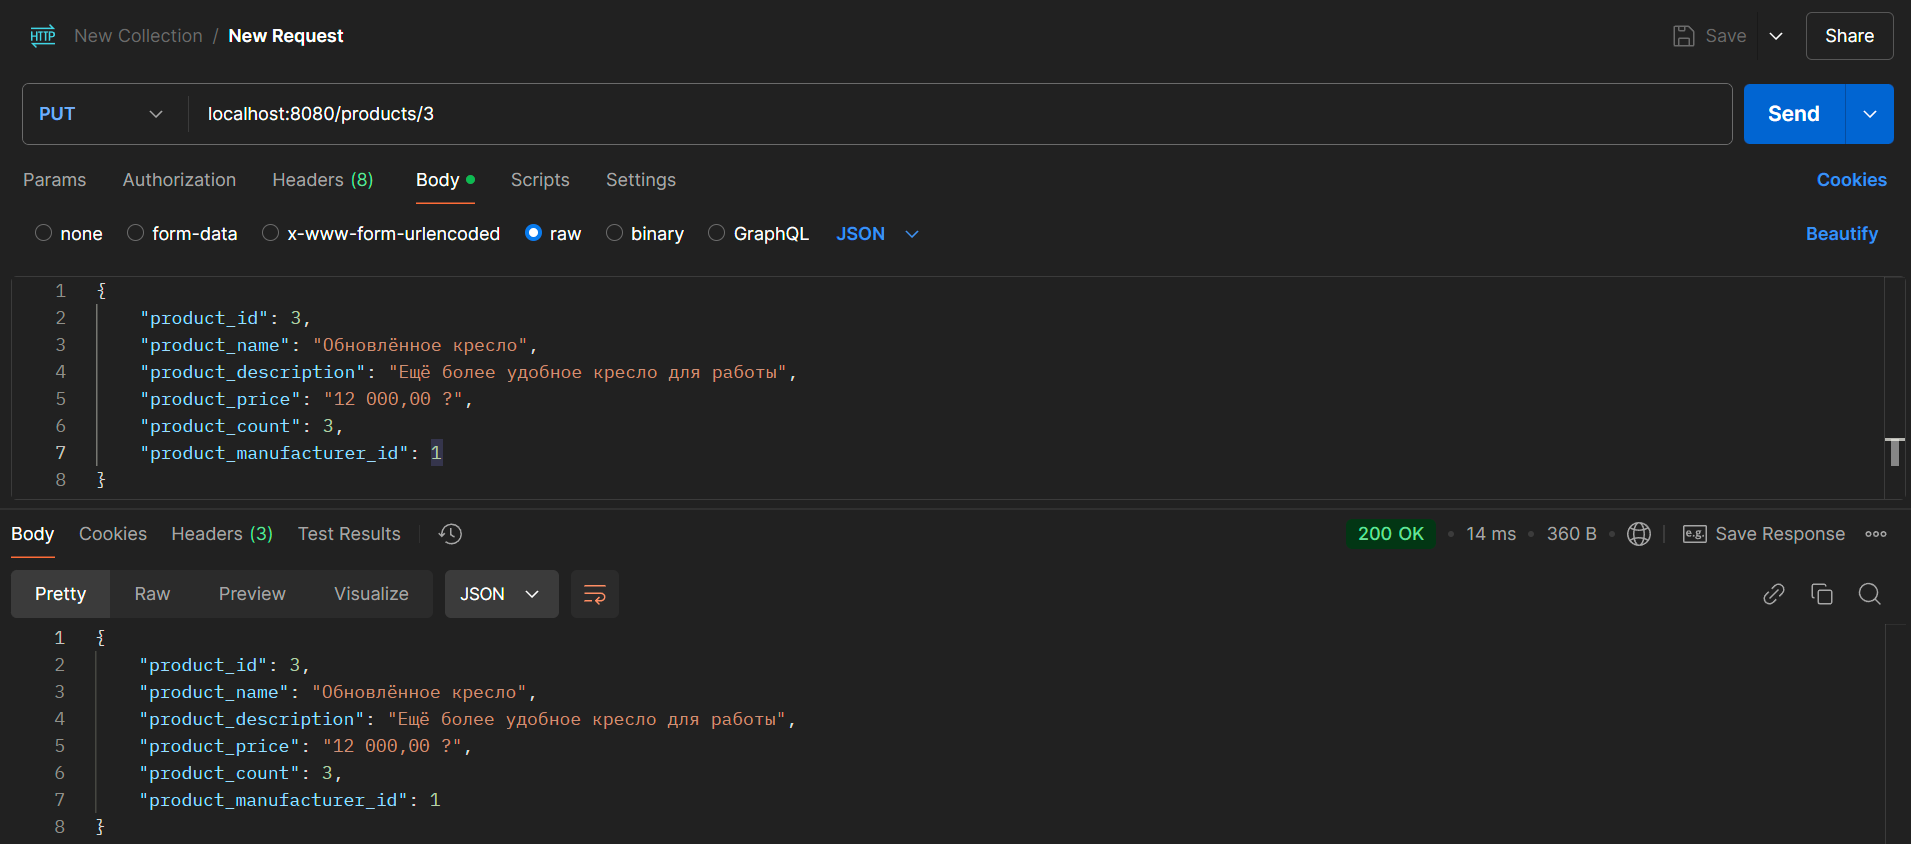 HTTP New Collection / New Request Save Share
PUT localhost:8080/products/3 Send
Params Authorization Headers (8) Body Scripts Settings Cookies
none form-data x-www-form-urlencoded raw binary GraphQL JSON Beautify
1 {
2 "product_id": 3,
3 "product_name": "Обновлённое кресло",
4 "product_description": "Ещё более удобное кресло для работы",
5 "product_price": "12 000,00 ?",
6 "product_count": 3,
7 "product_manufacturer_id": 1
8 }
Body Cookies Headers (3) Test Results 200 OK • 14 ms • 360 B • e.g. Save Response
Pretty Raw Preview Visualize JSON
1 {
2 "product_id": 3,
3 "product_name": "Обновлённое кресло",
4 "product_description": "Ещё более удобное кресло для работы",
5 "product_price": "12 000,00 ?",
6 "product_count": 3,
7 "product_manufacturer_id": 1
8 }